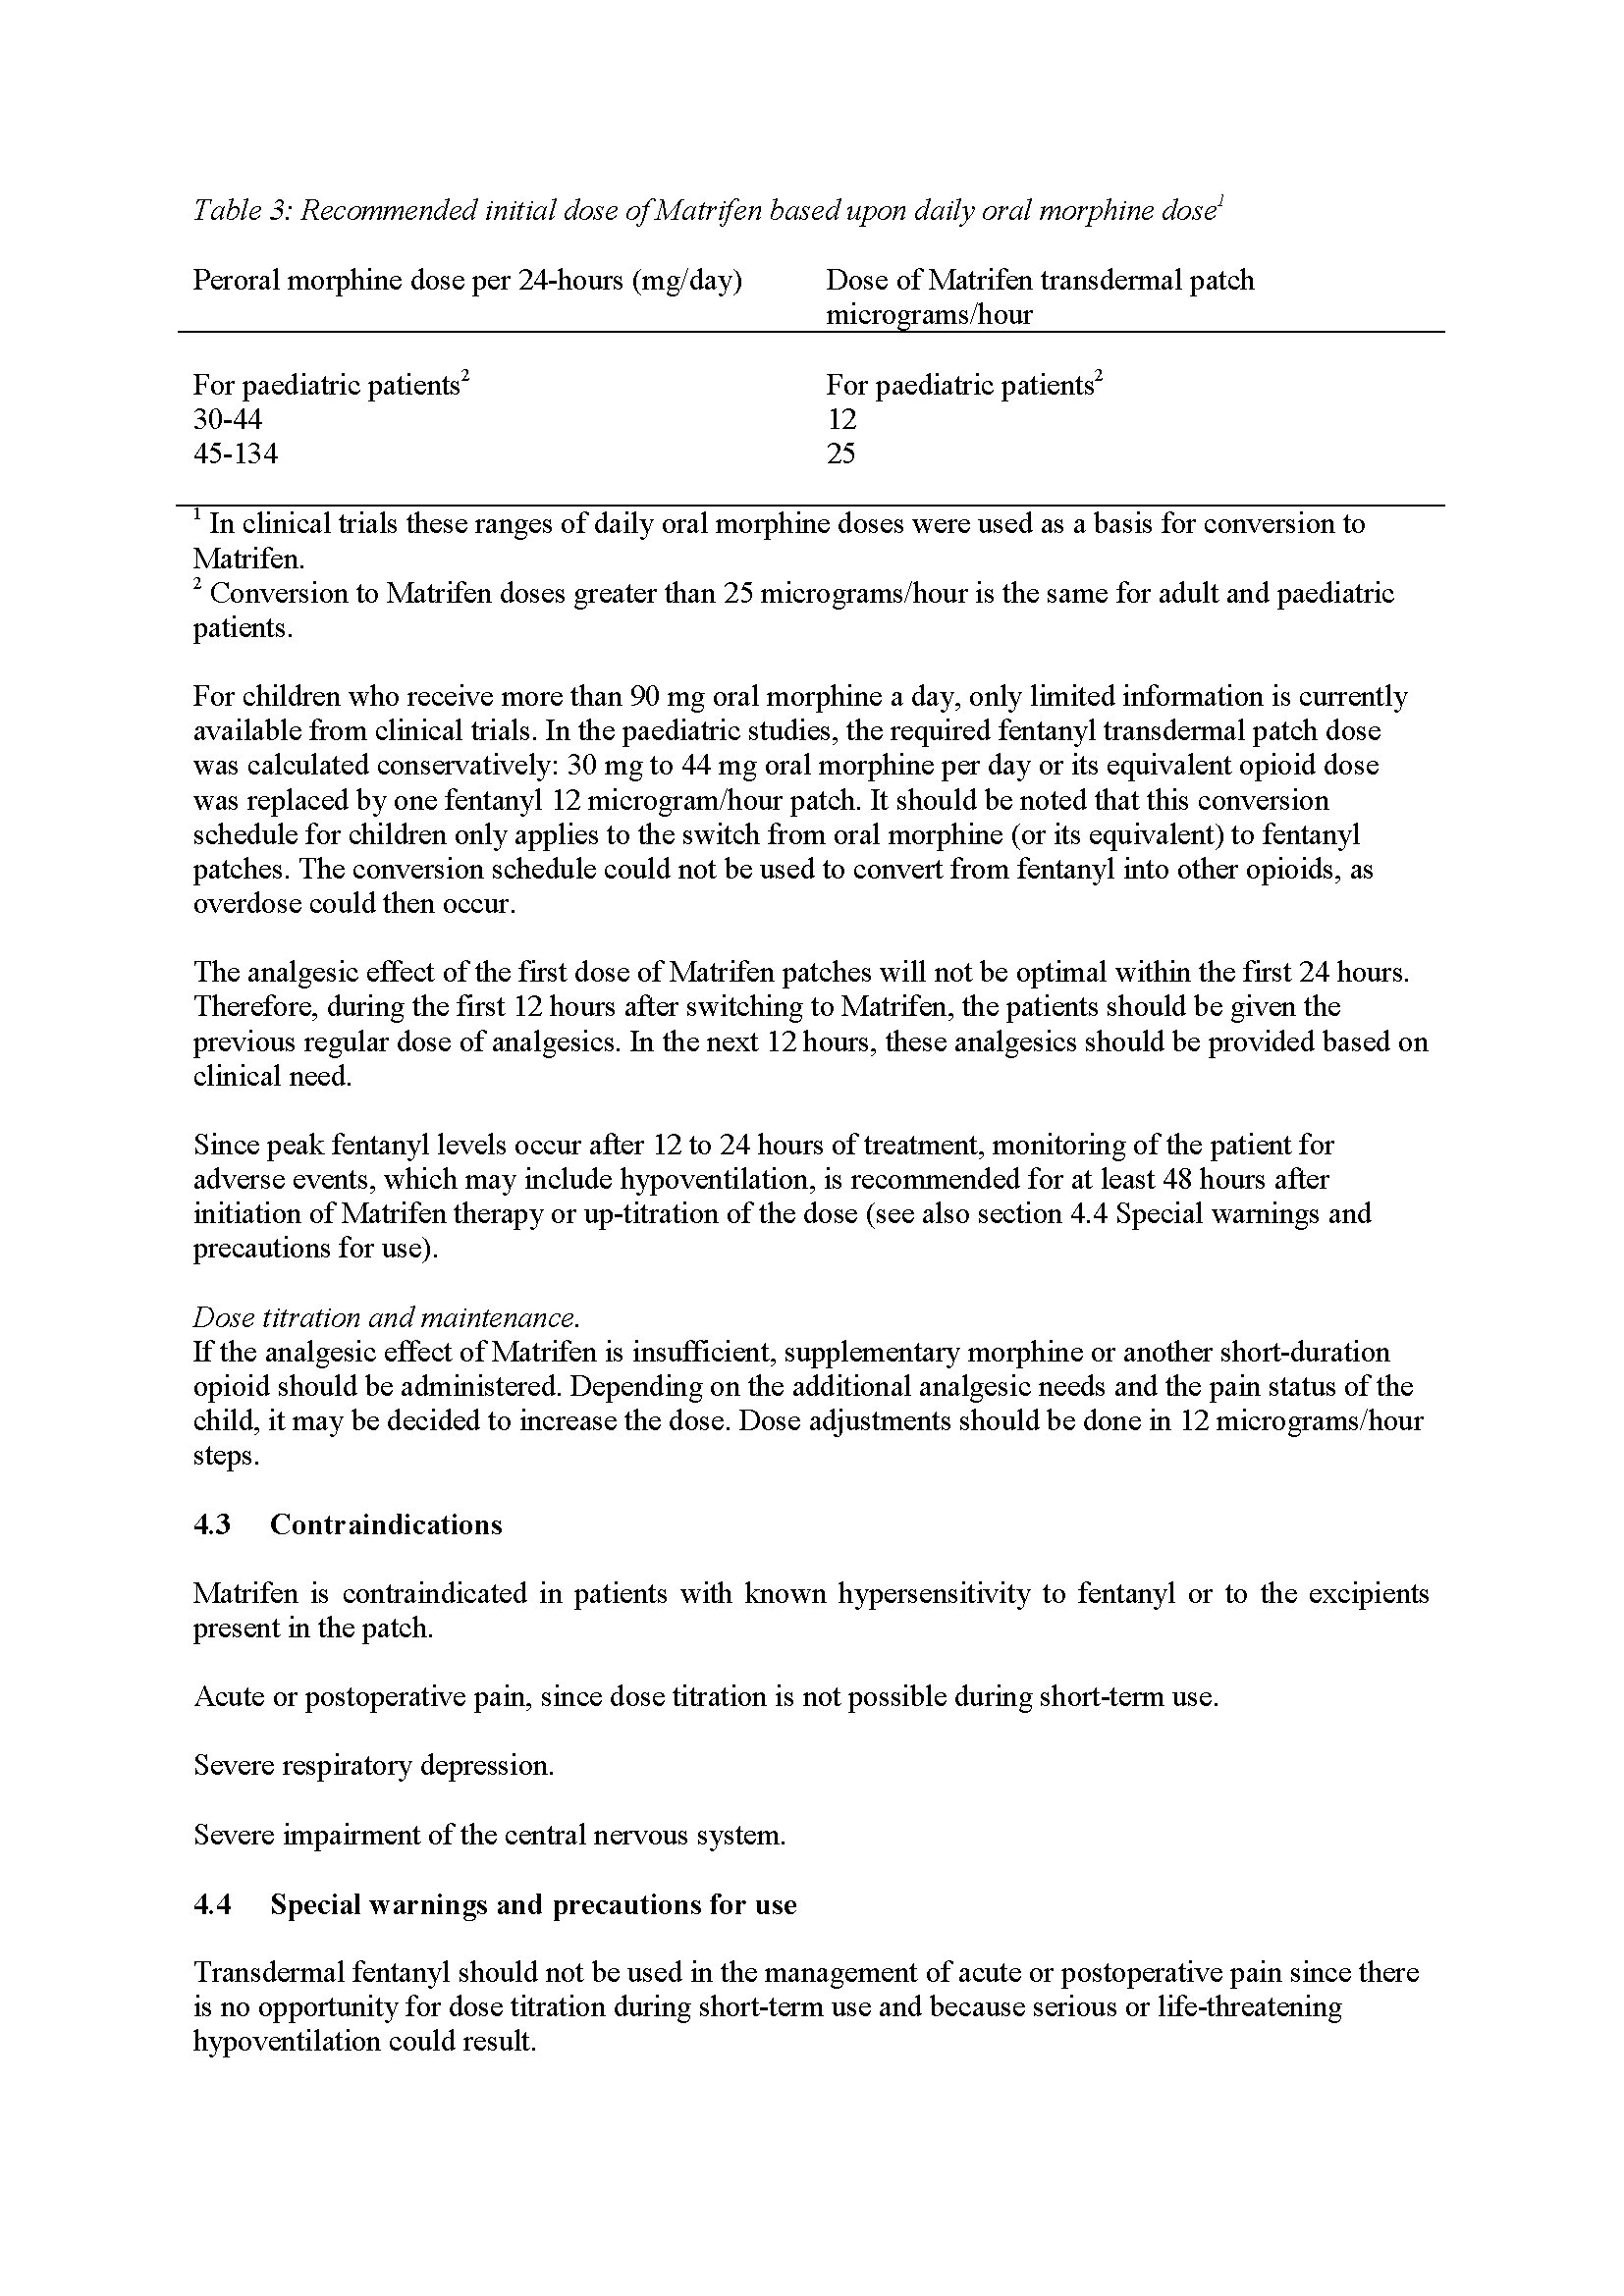 Table 3: Recommended initial dose of Matrifen based upon daily oral morphine dose¹
Peroral morphine dose per 24-hours (mg/day) Dose of Matrifen transdermal patch
micrograms/hour
For paediatric patients² For paediatric patients²
30-44 12
45-134 25
¹ In clinical trials these ranges of daily oral morphine doses were used as a basis for conversion to
Matrifen.
² Conversion to Matrifen doses greater than 25 micrograms/hour is the same for adult and paediatric
patients.
For children who receive more than 90 mg oral morphine a day, only limited information is currently
available from clinical trials. In the paediatric studies, the required fentanyl transdermal patch dose
was calculated conservatively: 30 mg to 44 mg oral morphine per day or its equivalent opioid dose
was replaced by one fentanyl 12 microgram/hour patch. It should be noted that this conversion
schedule for children only applies to the switch from oral morphine (or its equivalent) to fentanyl
patches. The conversion schedule could not be used to convert from fentanyl into other opioids, as
overdose could then occur.
The analgesic effect of the first dose of Matrifen patches will not be optimal within the first 24 hours.
Therefore, during the first 12 hours after switching to Matrifen, the patients should be given the
previous regular dose of analgesics. In the next 12 hours, these analgesics should be provided based on
clinical need.
Since peak fentanyl levels occur after 12 to 24 hours of treatment, monitoring of the patient for
adverse events, which may include hypoventilation, is recommended for at least 48 hours after
initiation of Matrifen therapy or up-titration of the dose (see also section 4.4 Special warnings and
precautions for use).
Dose titration and maintenance.
If the analgesic effect of Matrifen is insufficient, supplementary morphine or another short-duration
opioid should be administered. Depending on the additional analgesic needs and the pain status of the
child, it may be decided to increase the dose. Dose adjustments should be done in 12 micrograms/hour
steps.
4.3 Contraindications
Matrifen is contraindicated in patients with known hypersensitivity to fentanyl or to the excipients
present in the patch.
Acute or postoperative pain, since dose titration is not possible during short-term use.
Severe respiratory depression.
Severe impairment of the central nervous system.
4.4 Special warnings and precautions for use
Transdermal fentanyl should not be used in the management of acute or postoperative pain since there
is no opportunity for dose titration during short-term use and because serious or life-threatening
hypoventilation could result.